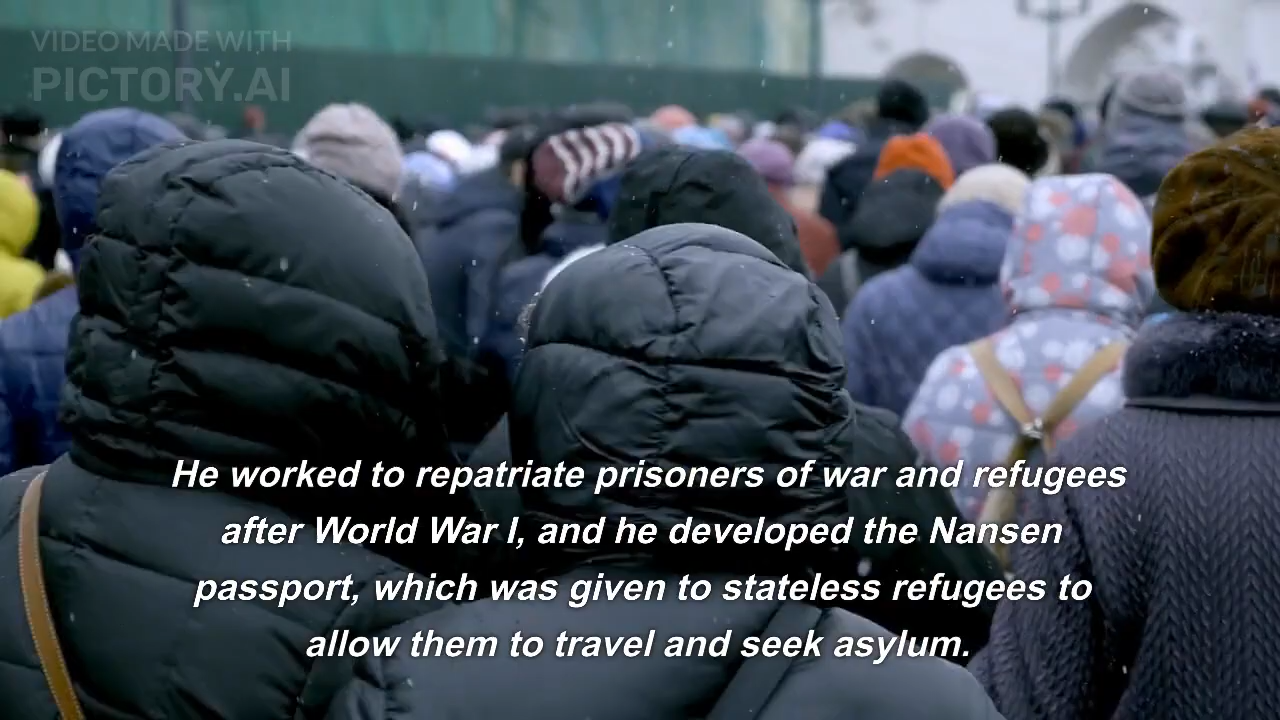 VIDEO MADE WITH
PICTORY.AI
He worked to repatriate prisoners of war and refugees
after World War I, and he developed the Nansen
passport, which was given to stateless refugees to
allow them to travel and seek asylum.